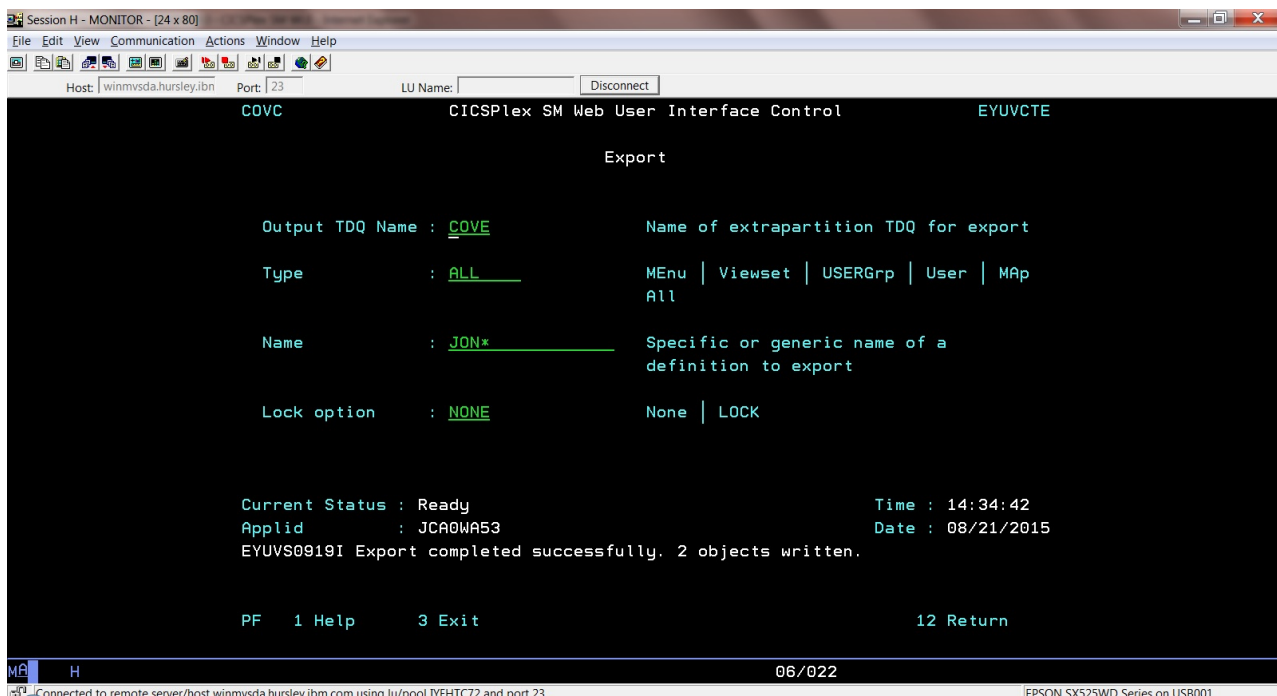 Session H - MONITOR - [24 x 80]
File Edit View Communication Actions Window Help
Host: winmvsda.hursley.ibn Port: 23 LU Name: Disconnect
COVC CICSPlex SM Web User Interface Control EYUVCTE
Export
Output TDQ Name : COVE Name of extrapartition TDQ for export
Type : ALL MEnu | Viewset | USERGrp | User | MAp
All
Name : JON* Specific or generic name of a
definition to export
Lock option : NONE None | LOCK
Current Status : Ready Time : 14:34:42
Applid : JCA0WA53 Date : 08/21/2015
EYUVS0919I Export completed successfully. 2 objects written.
PF 1 Help 3 Exit 12 Return
MA H 06/022
Connected to remote server/host winmvsda.hursley.ibm.com using lu/pool IYEHTC72 and port 23 EPSON SX525WD Series on USB001